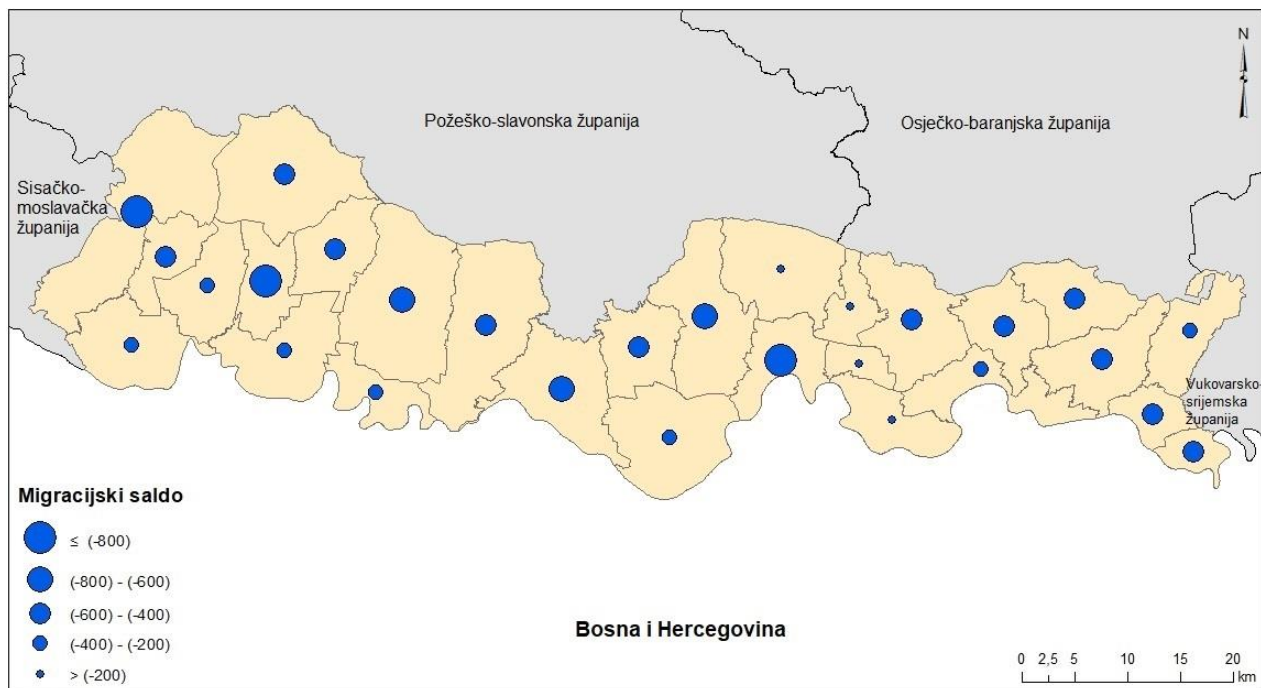 N
Požeško-slavonska županija
Osječko-baranjska županija
Sisačko-
moslavačka
županija
Vukovarsko-
srijemska
županija
Migracijski saldo
≤ (-800)
(-800) - (-600)
(-600) - (-400)
(-400) - (-200)
> (-200)
Bosna i Hercegovina
0 2,5 5 10 15 20
km